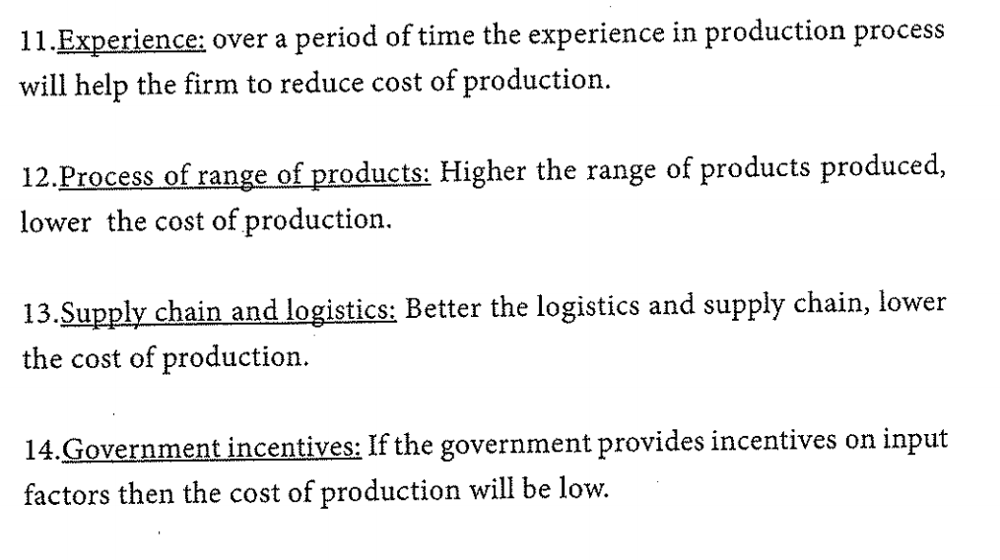 11.Experience: over a period of time the experience in production process
will help the firm to reduce cost of production.
12.Process of range of products: Higher the range of products produced,
lower the cost of production.
13.Supply chain and logistics: Better the logistics and supply chain, lower
the cost of production.
14.Government incentives: If the government provides incentives on input
factors then the cost of production will be low.